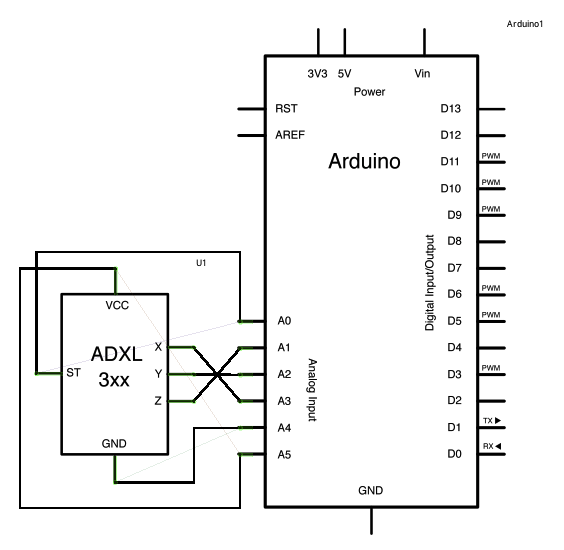 Arduino1
3V3 5V Vin
Power
RST
AREF
Arduino
D13
D12
D11 PWM
D10 PWM
D9 PWM
D8
D7
D6 PWM
D5 PWM
D4
D3 PWM
D2
D1 TX ▶
D0 RX ◀
Digital Input/Output
U1
VCC
ADXL
3xx
ST
X
Y
Z
GND
A0
A1
A2
A3
A4
A5
Analog Input
GND